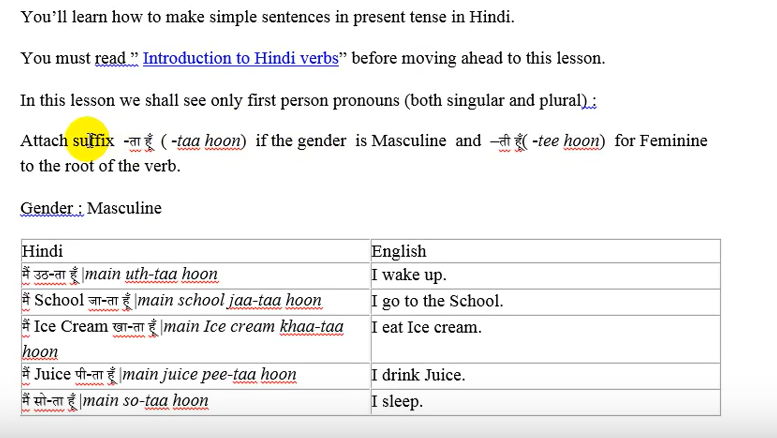 You’ll learn how to make simple sentences in present tense in Hindi.
You must read ” Introduction to Hindi verbs” before moving ahead to this lesson.
In this lesson we shall see only first person pronouns (both singular and plural) :
Attach suffix -ता हूँ ( -taa hoon) if the gender is Masculine and –ती हूँ( -tee hoon) for Feminine
to the root of the verb.
Gender : Masculine
Hindi English
मैं उठ-ता हूँ |main uth-taa hoon I wake up.
मैं School जा-ता हूँ |main school jaa-taa hoon I go to the School.
मैं Ice Cream खा-ता हूँ |main Ice cream khaa-taa I eat Ice cream.
hoon
मैं Juice पी-ता हूँ |main juice pee-taa hoon I drink Juice.
मैं सो-ता हूँ |main so-taa hoon I sleep.